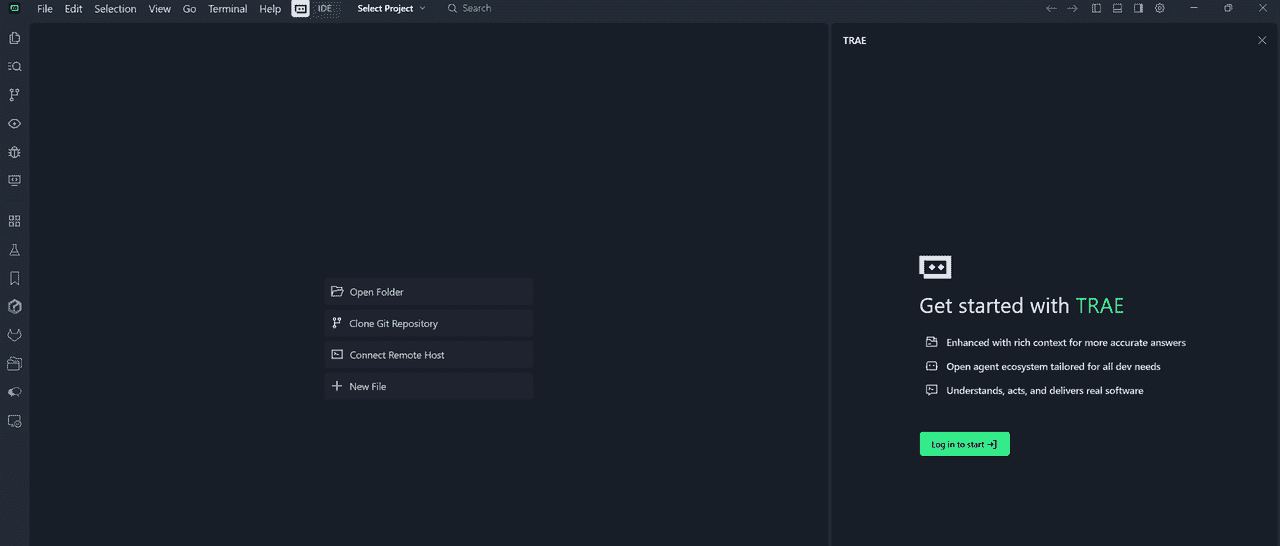 File Edit Selection View Go Terminal Help IDE Select Project Search
TRAE
Open Folder
Clone Git Repository
Connect Remote Host
New File
Get started with TRAE
Enhanced with rich context for more accurate answers
Open agent ecosystem tailored for all dev needs
Understands, acts, and delivers real software
Log in to start